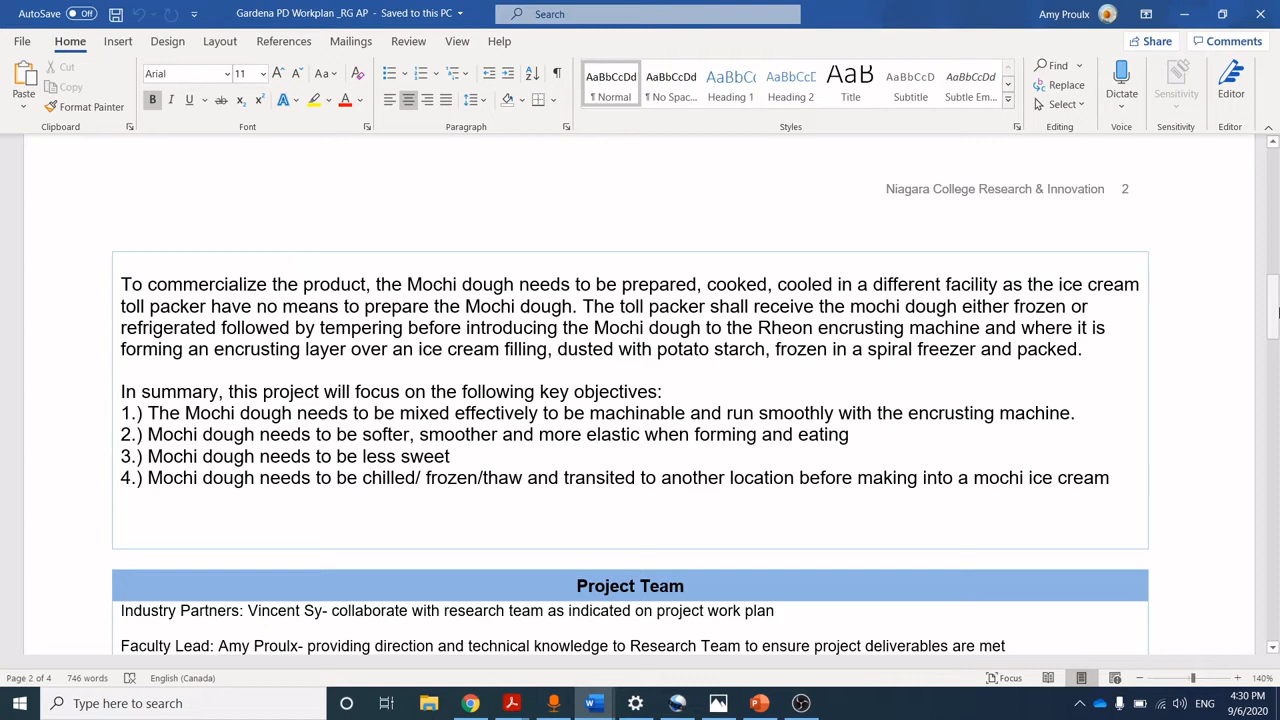 AutoSave Off Gardena PD Workplan _RG AP - Saved to this PC Search Amy Proulx
File Home Insert Design Layout References Mailings Review View Help Share Comments
Paste Cut Copy Format Painter Clipboard
Arial 11 Aa Font
Paragraph
AaBbCcDd ¶ Normal AaBbCcDd ¶ No Spac... AaBbCc Heading 1 AaBbCcD Heading 2 AaB Title AaBbCcD Subtitle AaBbCcDd Subtle Em... Styles
Find Replace Select Editing
Dictate Voice
Sensitivity Sensitivity
Editor Editor
Niagara College Research & Innovation 2
To commercialize the product, the Mochi dough needs to be prepared, cooked, cooled in a different facility as the ice cream
toll packer have no means to prepare the Mochi dough. The toll packer shall receive the mochi dough either frozen or
refrigerated followed by tempering before introducing the Mochi dough to the Rheon encrusting machine and where it is
forming an encrusting layer over an ice cream filling, dusted with potato starch, frozen in a spiral freezer and packed.
In summary, this project will focus on the following key objectives:
1.) The Mochi dough needs to be mixed effectively to be machinable and run smoothly with the encrusting machine.
2.) Mochi dough needs to be softer, smoother and more elastic when forming and eating
3.) Mochi dough needs to be less sweet
4.) Mochi dough needs to be chilled/ frozen/thaw and transited to another location before making into a mochi ice cream
Project Team
Industry Partners: Vincent Sy- collaborate with research team as indicated on project work plan
Faculty Lead: Amy Proulx- providing direction and technical knowledge to Research Team to ensure project deliverables are met
Page 2 of 4 746 words English (Canada) Focus 140%
Type here to search 4:30 PM
9/6/2020